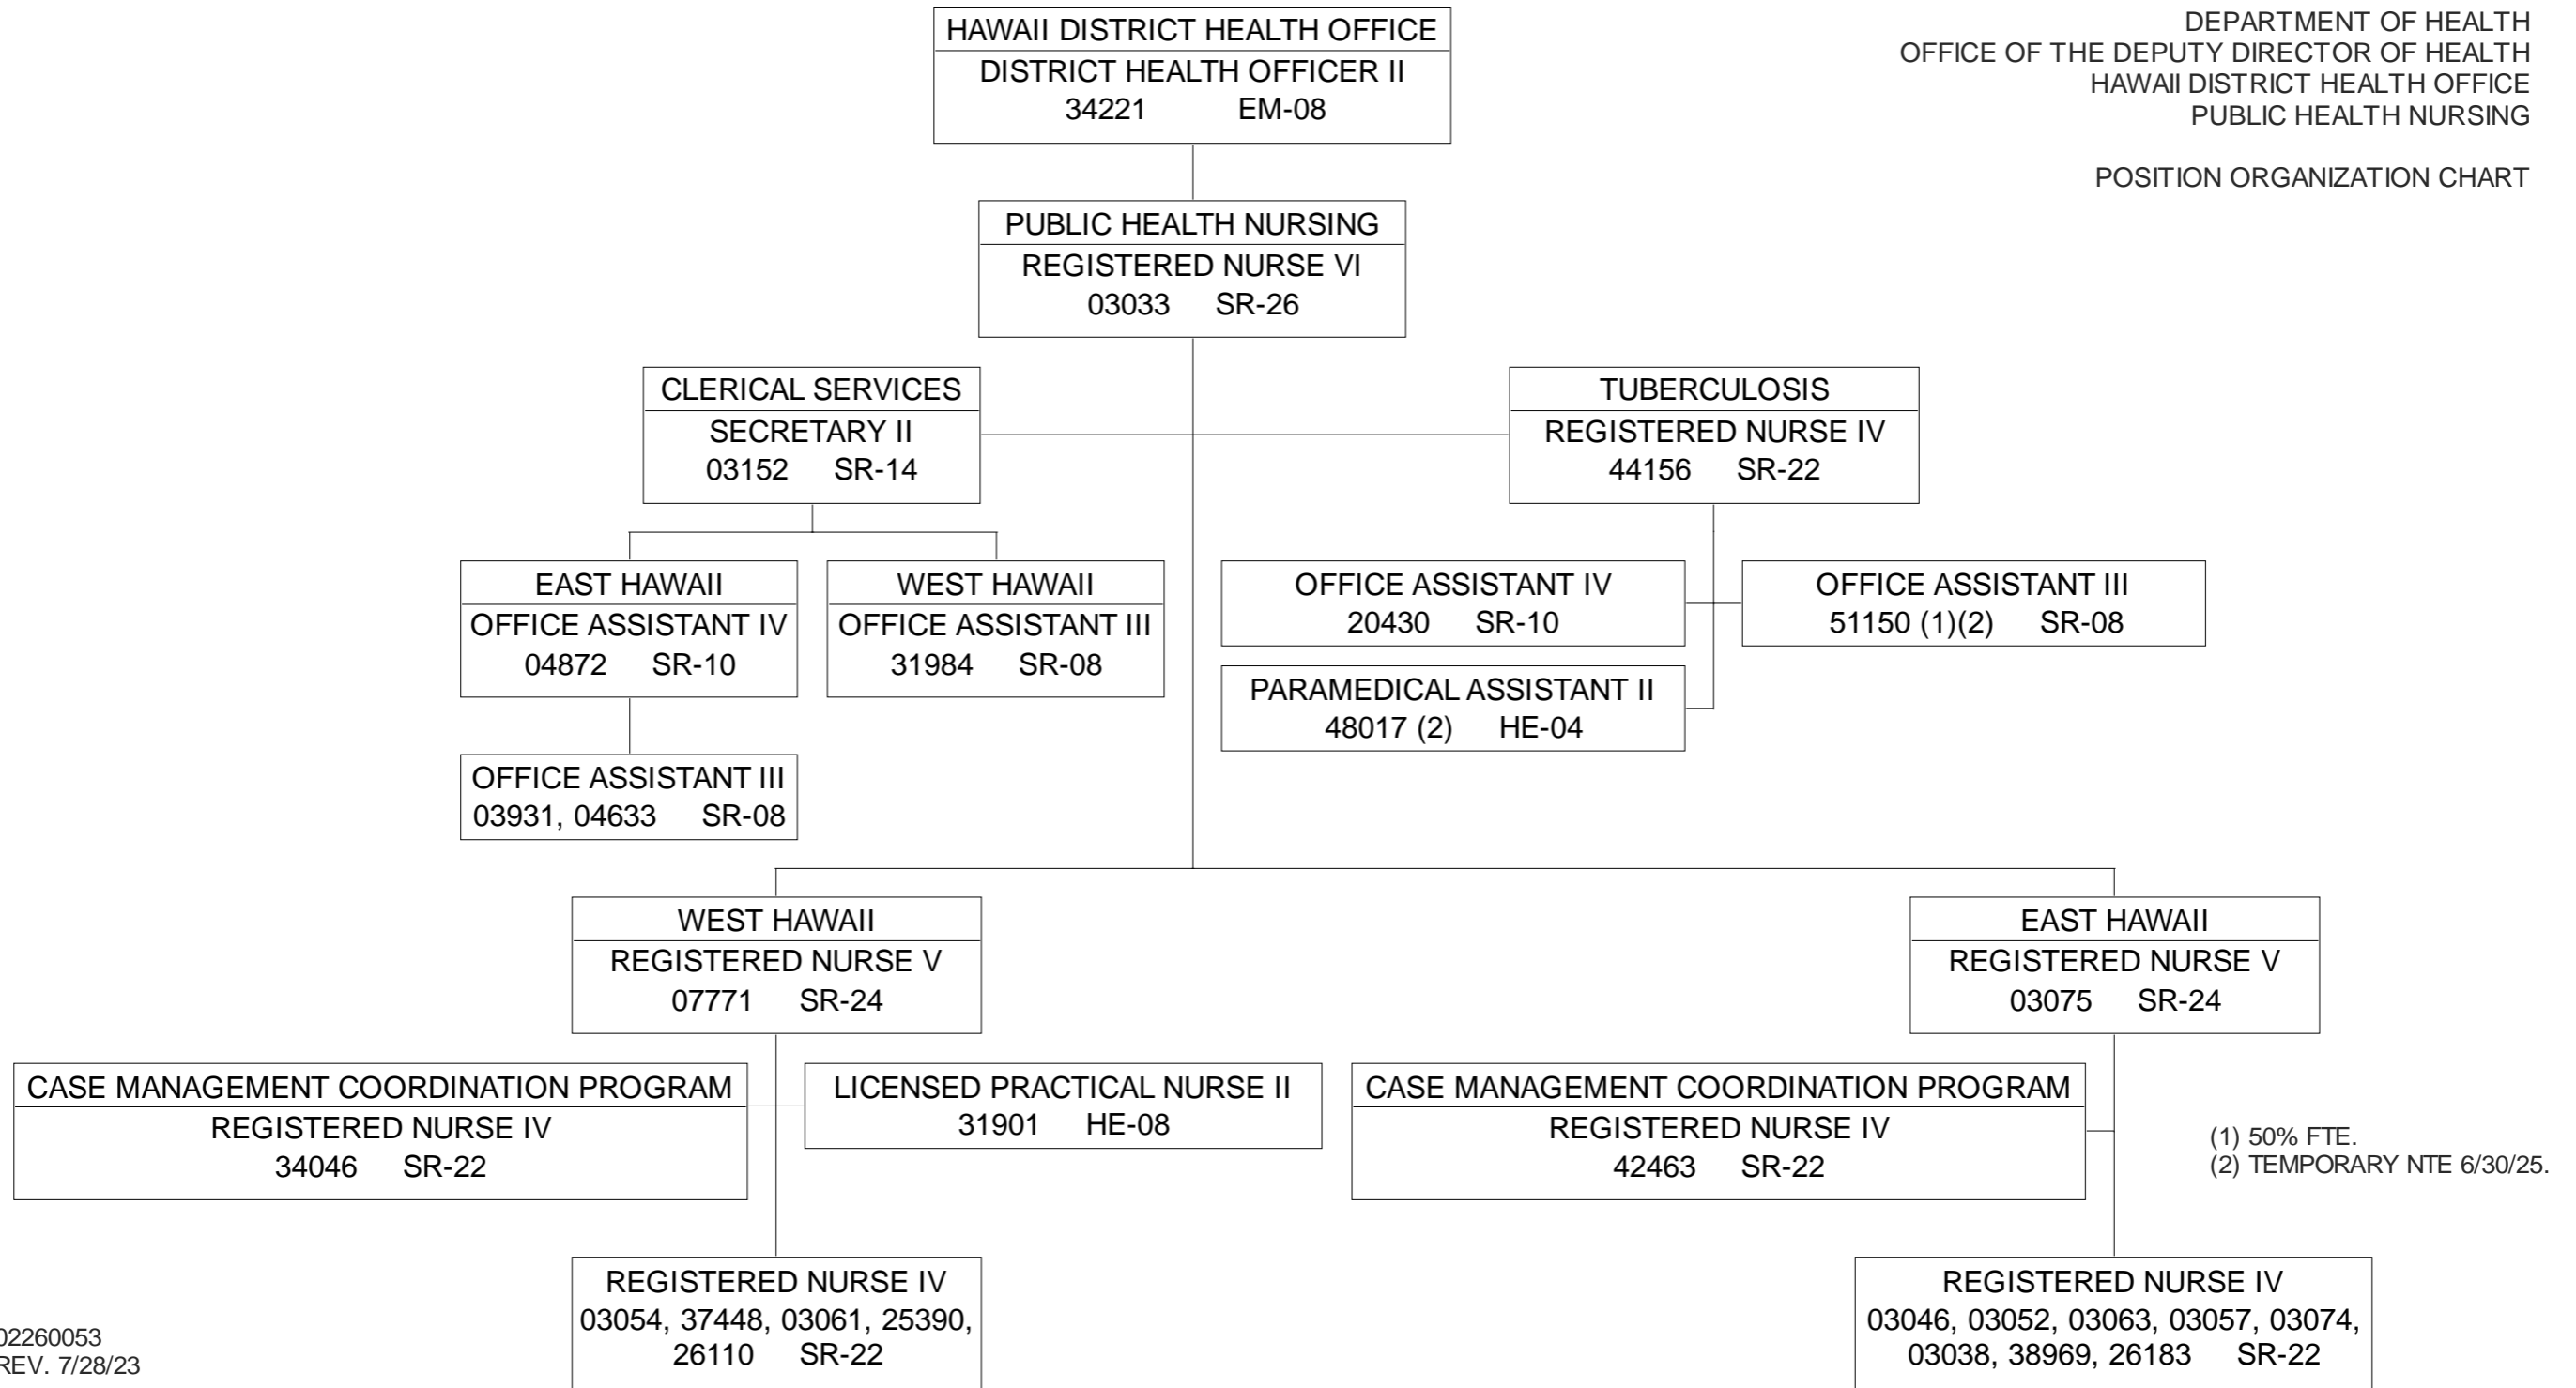 HAWAII DISTRICT HEALTH OFFICE
DISTRICT HEALTH OFFICER II
34221 EM-08
DEPARTMENT OF HEALTH
OFFICE OF THE DEPUTY DIRECTOR OF HEALTH
HAWAII DISTRICT HEALTH OFFICE
PUBLIC HEALTH NURSING
POSITION ORGANIZATION CHART
PUBLIC HEALTH NURSING
REGISTERED NURSE VI
03033 SR-26
CLERICAL SERVICES
SECRETARY II
03152 SR-14
TUBERCULOSIS
REGISTERED NURSE IV
44156 SR-22
EAST HAWAII
OFFICE ASSISTANT IV
04872 SR-10
WEST HAWAII
OFFICE ASSISTANT III
31984 SR-08
OFFICE ASSISTANT IV
20430 SR-10
OFFICE ASSISTANT III
51150 (1)(2) SR-08
PARAMEDICAL ASSISTANT II
48017 (2) HE-04
OFFICE ASSISTANT III
03931, 04633 SR-08
WEST HAWAII
REGISTERED NURSE V
07771 SR-24
EAST HAWAII
REGISTERED NURSE V
03075 SR-24
CASE MANAGEMENT COORDINATION PROGRAM
REGISTERED NURSE IV
34046 SR-22
LICENSED PRACTICAL NURSE II
31901 HE-08
CASE MANAGEMENT COORDINATION PROGRAM
REGISTERED NURSE IV
42463 SR-22
(1) 50% FTE.
(2) TEMPORARY NTE 6/30/25.
REGISTERED NURSE IV
03054, 37448, 03061, 25390,
26110 SR-22
REGISTERED NURSE IV
03046, 03052, 03063, 03057, 03074,
03038, 38969, 26183 SR-22
02260053
REV. 7/28/23